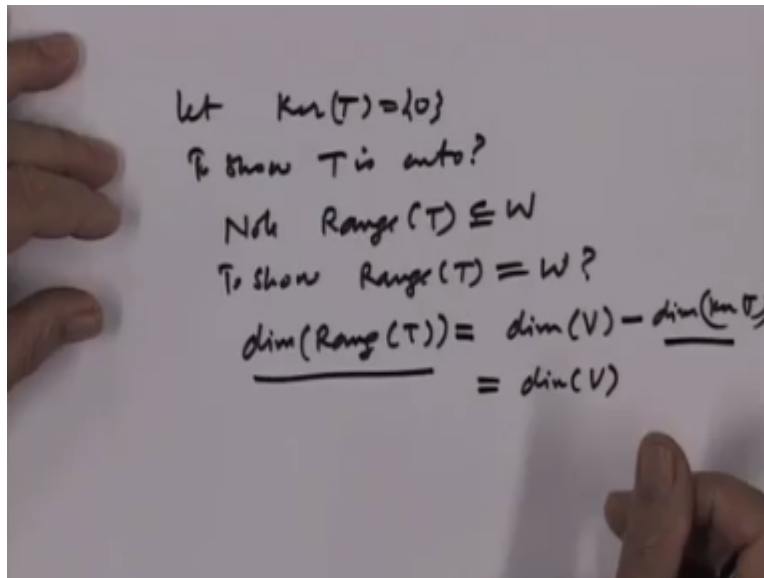 Let Ker(T) = {0}
To show T is onto?
Note Range(T) ⊆ W
To show Range(T) = W?
dim(Range(T)) = dim(V) - dim(Ker T)
= dim(V)